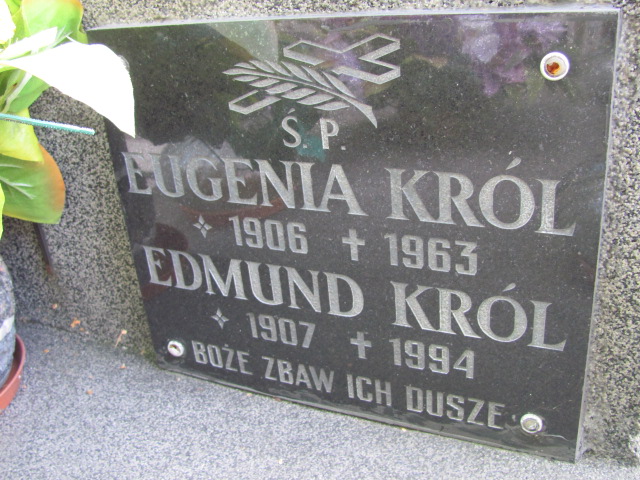 Ś.P.
EUGENIA KRÓL
1906 ✝ 1963
EDMUND KRÓL
1907 ✝ 1994
BOŻE ZBAW ICH DUSZE